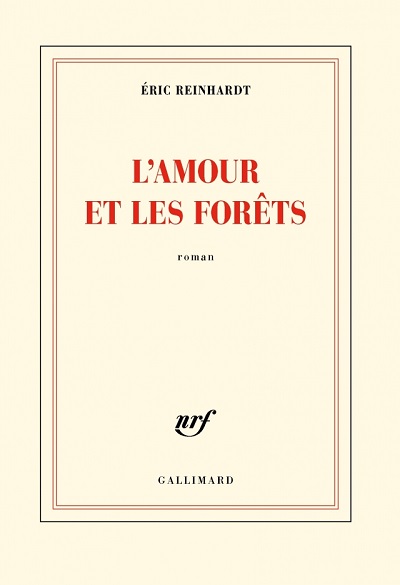 ÉRIC REINHARDT
L'AMOUR
ET LES FORÊTS
roman
nrf
GALLIMARD